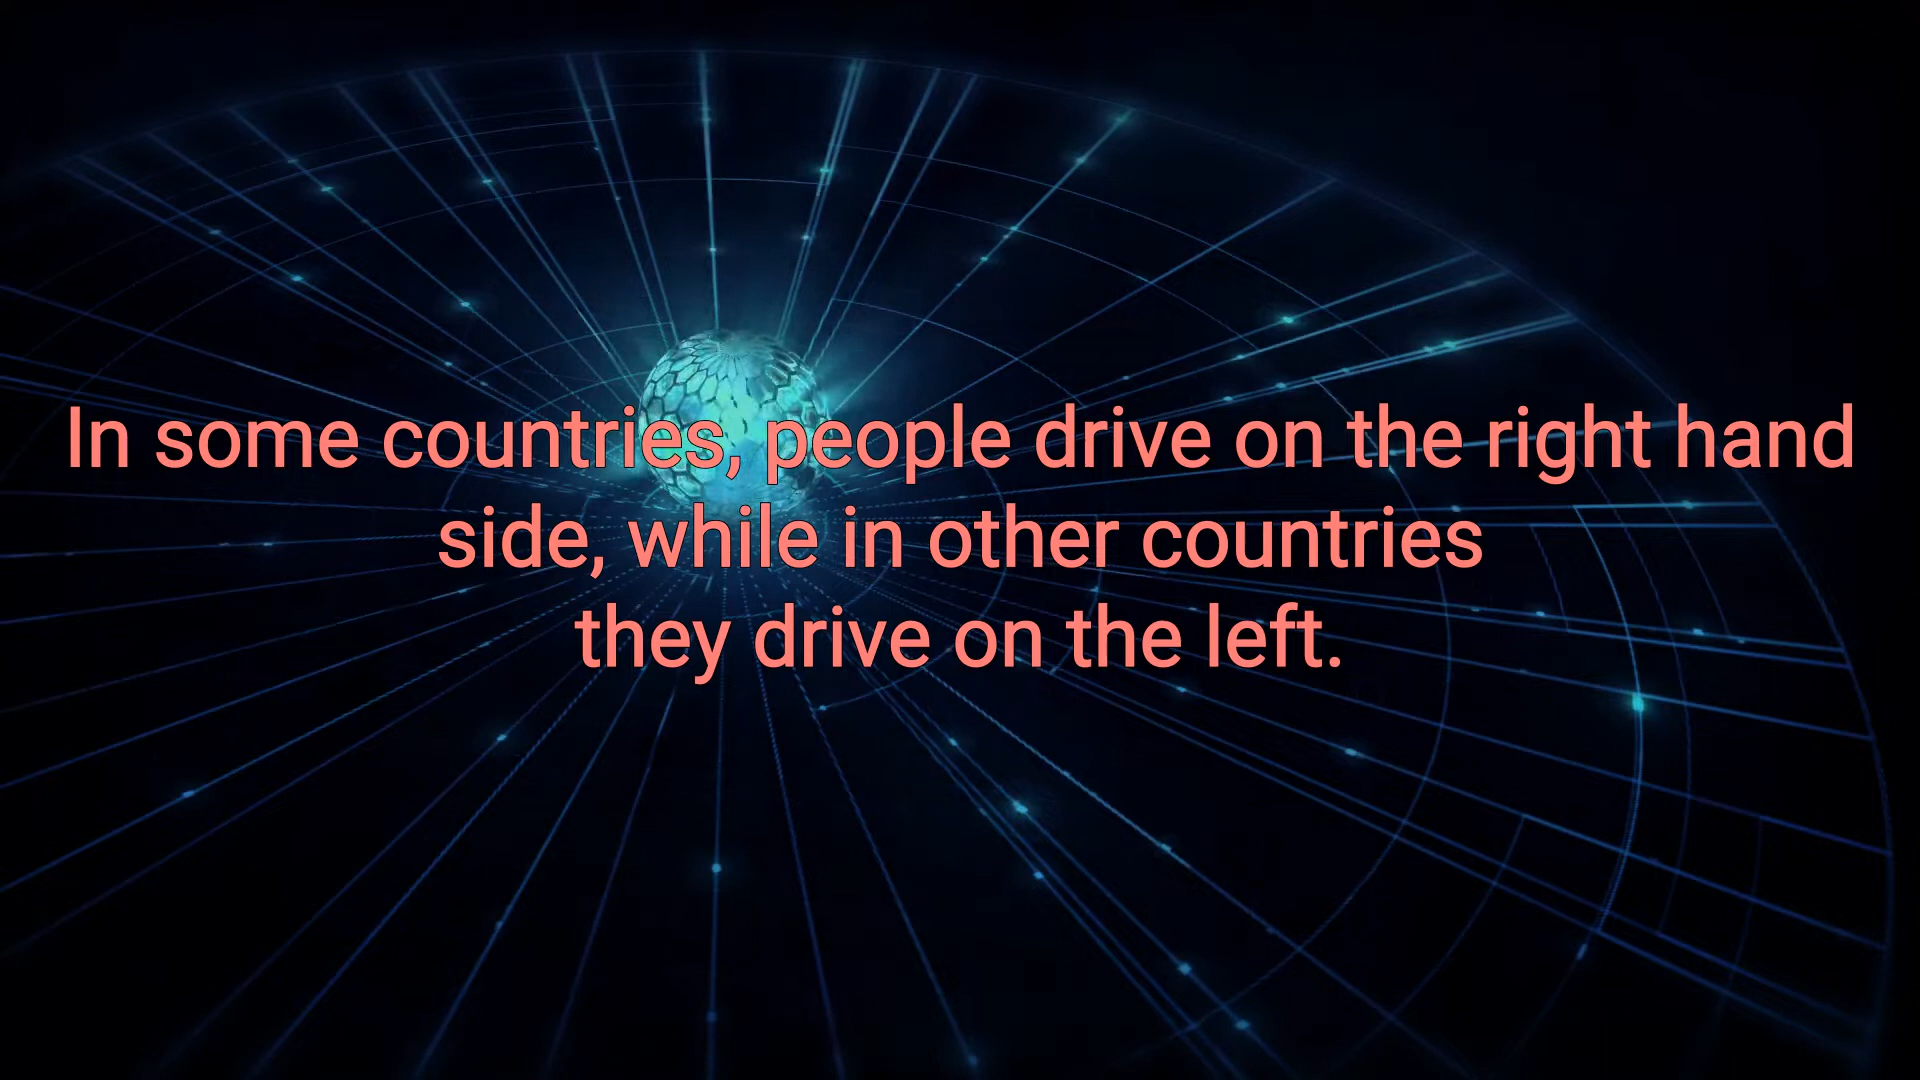 In some countries, people drive on the right hand
side, while in other countries
they drive on the left.